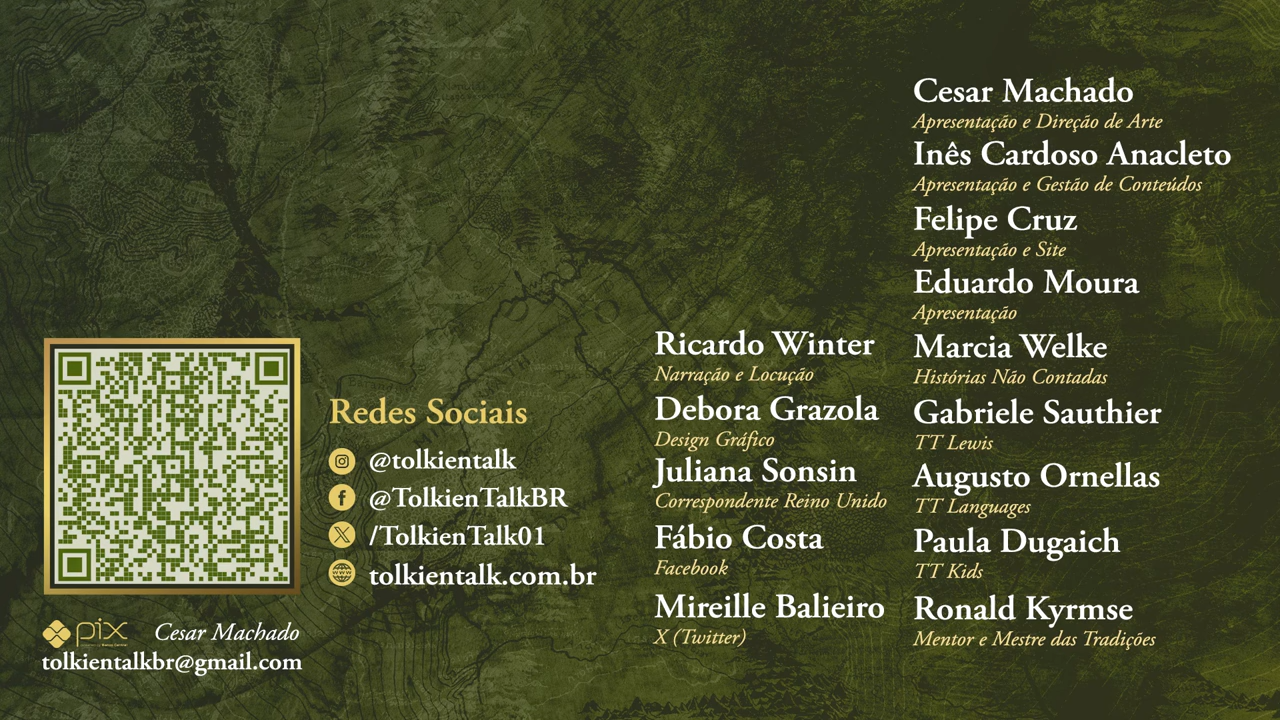 Cesar Machado
Apresentação e Direção de Arte
Inês Cardoso Anacleto
Apresentação e Gestão de Conteúdos
Felipe Cruz
Apresentação e Site
Eduardo Moura
Apresentação
Marcia Welke
Histórias Não Contadas
Gabriele Sauthier
TT Lewis
Augusto Ornellas
TT Languages
Paula Dugaich
TT Kids
Ronald Kyrmse
Mentor e Mestre das Tradições
Ricardo Winter
Narração e Locução
Debora Grazola
Design Gráfico
Juliana Sonsin
Correspondente Reino Unido
Fábio Costa
Facebook
Mireille Balieiro
X (Twitter)
Redes Sociais
@tolkientalk
@TolkienTalkBR
/TolkienTalk01
tolkientalk.com.br
pix Cesar Machado
tolkientalkbr@gmail.com